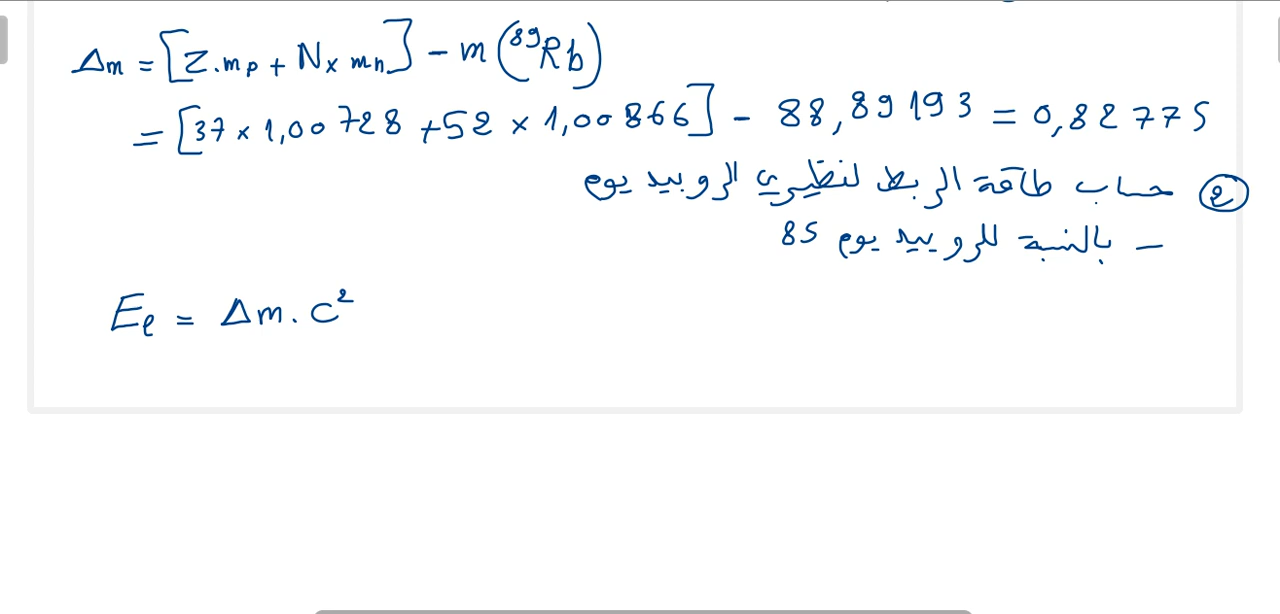 Δm = [Z.mp + N x mn] - m (⁸⁹Rb)
= [37 x 1,00728 + 52 x 1,00866] - 88,89193 = 0,82775
② حساب طاقة الربط لنظيري الروبيديوم
- بالنسبة للروبيديوم 85
Eℓ = Δm . c²